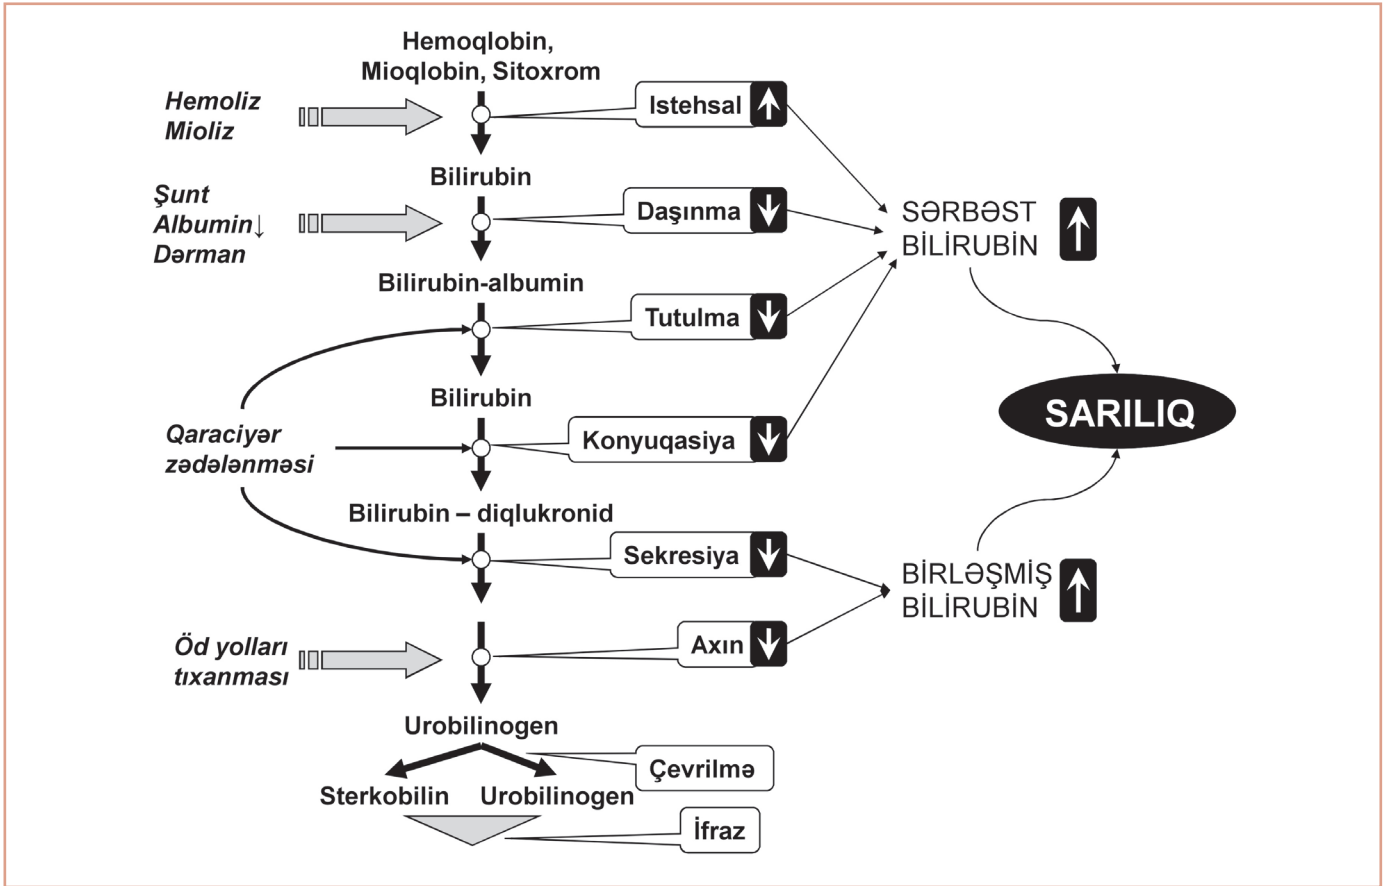 Hemoqlobin,
Mioqlobin, Sitoxrom
Hemoliz
Mioliz
Istehsal
Bilirubin
Şunt
Albumin↓
Dərman
Daşınma
SƏRBƏST
BİLİRUBİN
Bilirubin-albumin
Tutulma
Bilirubin
SARILIQ
Qaraciyər
zədələnməsi
Konyuqasiya
Bilirubin – diqlukronid
Sekresiya
BİRLƏŞMİŞ
BİLİRUBİN
Öd yolları
tıxanması
Axın
Urobilinogen
Çevrilmə
Sterkobilin
Urobilinogen
İfraz